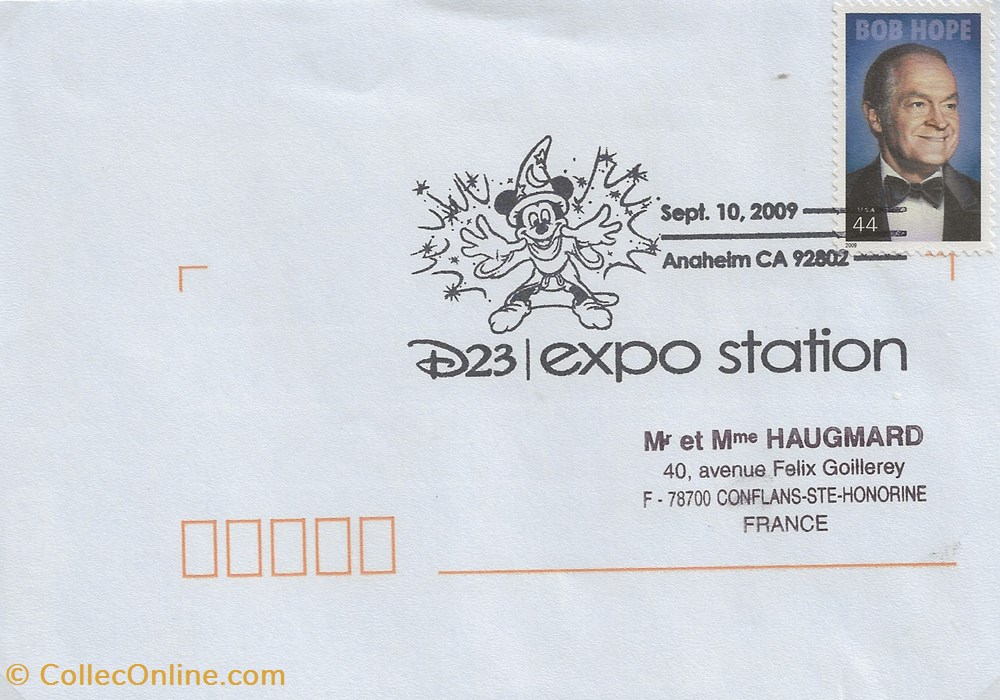 BOB HOPE
USA
44
2009
Sept. 10, 2009
Anaheim CA 92802
D23 | expo station
Mr et Mme HAUGMARD
40, avenue Felix Goillerey
F - 78700 CONFLANS-STE-HONORINE
FRANCE
© CollecOnline.com